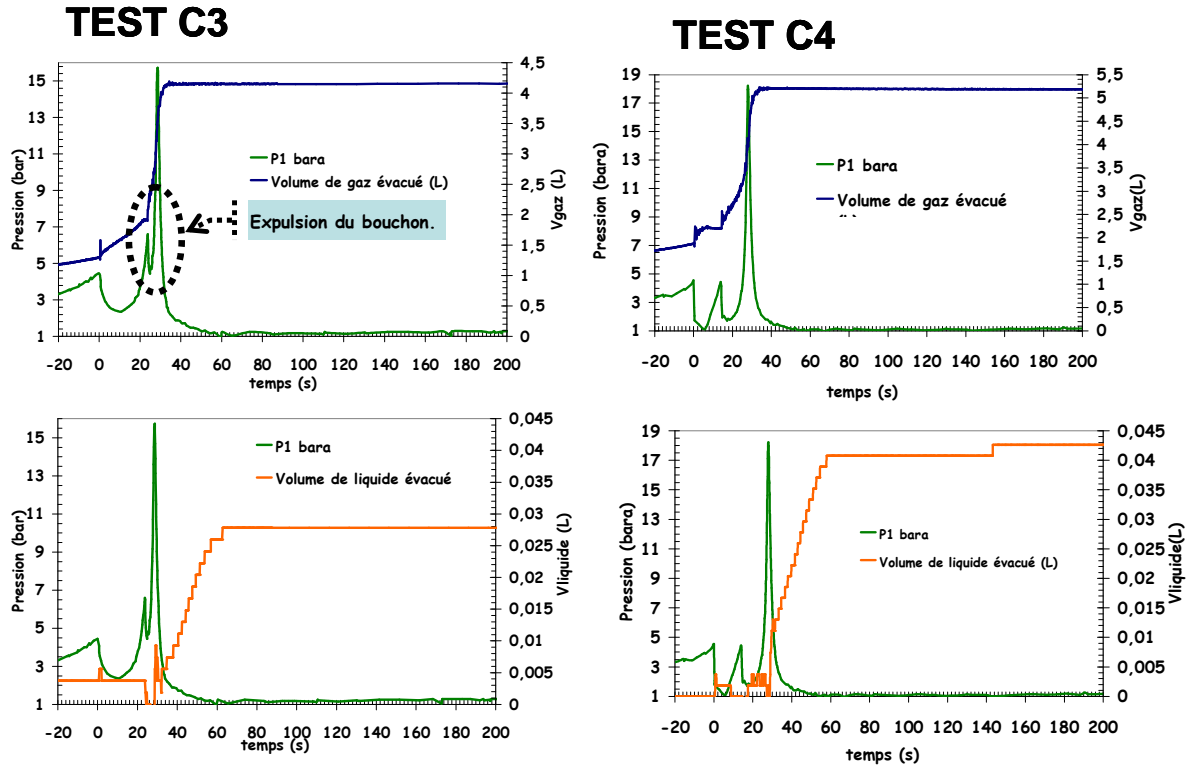 TEST C3
TEST C4
15
13
11
9
7
5
3
1
Pression (bar)
4,5
4
3,5
3
2,5
2
1,5
1
0,5
0
Vgaz (L)
P1 bara
Volume de gaz évacué (L)
Expulsion du bouchon.
-20 0 20 40 60 80 100 120 140 160 180 200
temps (s)
19
17
15
13
11
9
7
5
3
1
Pression (bara)
5,5
5
4,5
4
3,5
3
2,5
2
1,5
1
0,5
0
Vgaz(L)
P1 bara
Volume de gaz évacué
-20 0 20 40 60 80 100 120 140 160 180 200
temps (s)
15
13
11
9
7
5
3
1
Pression (bar)
0,045
0,04
0,035
0,03
0,025
0,02
0,015
0,01
0,005
0
Vliquide (L)
P1 bara
Volume de liquide évacué
-20 0 20 40 60 80 100 120 140 160 180 200
temps (s)
19
17
15
13
11
9
7
5
3
1
Pression (bara)
0,045
0,04
0,035
0,03
0,025
0,02
0,015
0,01
0,005
0
Vliquide(L)
P1 bara
Volume de liquide évacué (L)
-20 0 20 40 60 80 100 120 140 160 180 200
temps (s)